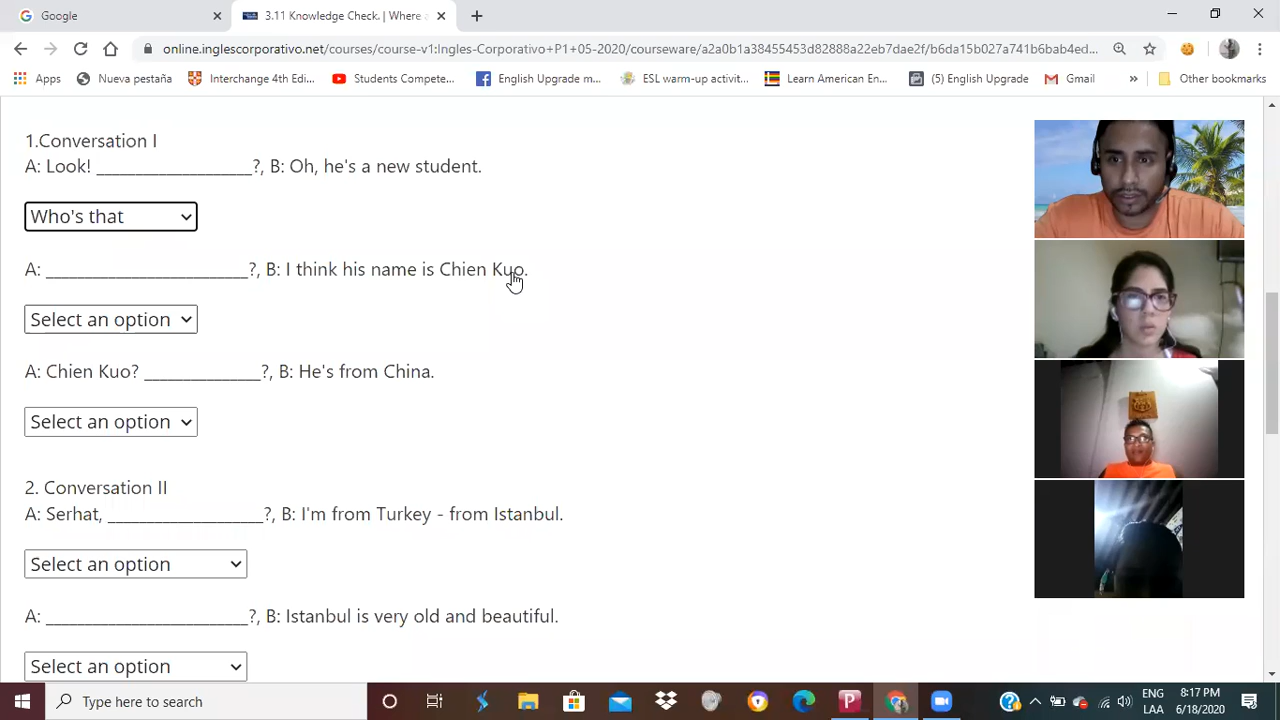 Google
3.11 Knowledge Check. | Where a
online.inglescorporativo.net/courses/course-v1:Ingles-Corporativo+P1+05-2020/courseware/a2a0b1a38455453d82888a22eb7dae2f/b6da15b027a741b6bab4ed...
Apps
Nueva pestaña
Interchange 4th Edi...
Students Compete...
English Upgrade m...
ESL warm-up activit...
Learn American En...
(5) English Upgrade
Gmail
»
Other bookmarks
1.Conversation I
A: Look! __________________?, B: Oh, he's a new student.
Who's that
A: ________________________?, B: I think his name is Chien Kuo.
Select an option
A: Chien Kuo? ______________?, B: He's from China.
Select an option
2. Conversation II
A: Serhat, __________________?, B: I'm from Turkey - from Istanbul.
Select an option
A: ________________________?, B: Istanbul is very old and beautiful.
Select an option
Type here to search
ENG
LAA
8:17 PM
6/18/2020